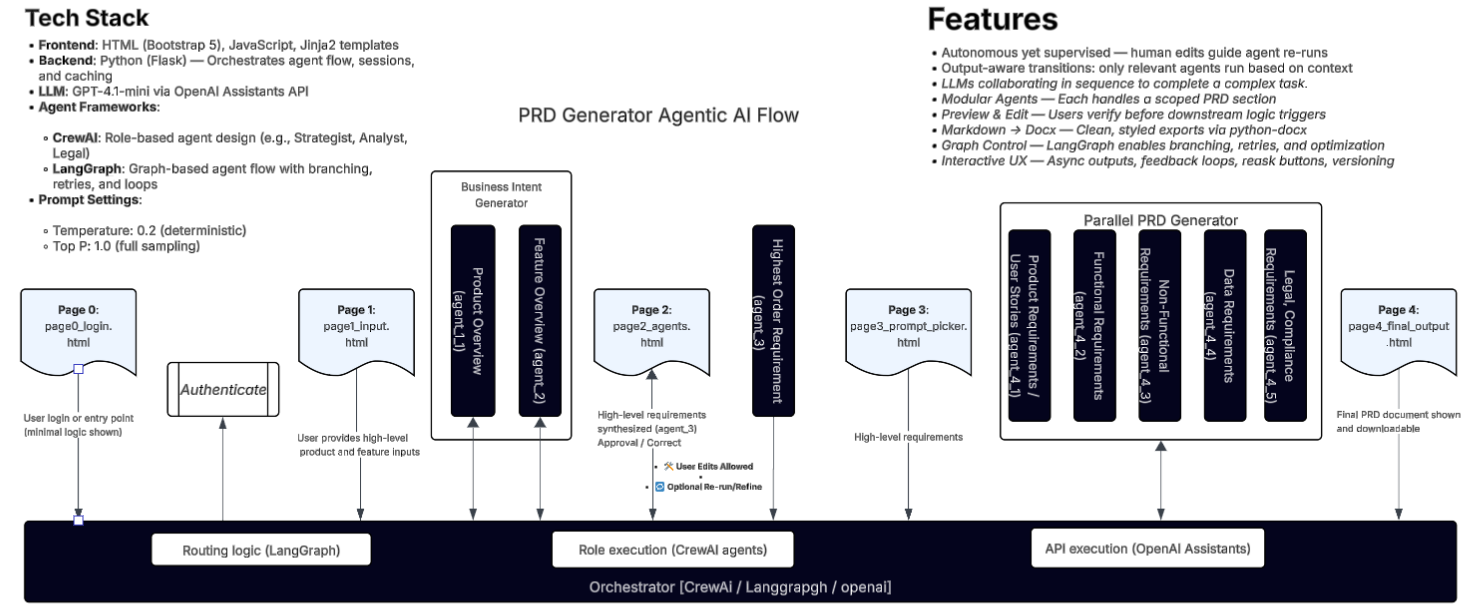 Tech Stack
• Frontend: HTML (Bootstrap 5), JavaScript, Jinja2 templates
• Backend: Python (Flask) — Orchestrates agent flow, sessions,
and caching
• LLM: GPT-4.1-mini via OpenAI Assistants API
• Agent Frameworks:
◦ CrewAI: Role-based agent design (e.g., Strategist, Analyst,
Legal)
◦ LangGraph: Graph-based agent flow with branching,
retries, and loops
• Prompt Settings:
◦ Temperature: 0.2 (deterministic)
◦ Top P: 1.0 (full sampling)
PRD Generator Agentic AI Flow
Features
• Autonomous yet supervised — human edits guide agent re-runs
• Output-aware transitions: only relevant agents run based on context
• LLMs collaborating in sequence to complete a complex task.
• Modular Agents — Each handles a scoped PRD section
• Preview & Edit — Users verify before downstream logic triggers
• Markdown → Docx — Clean, styled exports via python-docx
• Graph Control — LangGraph enables branching, retries, and optimization
• Interactive UX — Async outputs, feedback loops, reask buttons, versioning
Page 0:
page0_login.
html
User login or entry point
(minimal logic shown)
Authenticate
Page 1:
page1_input.
html
User provides high-level
product and feature inputs
Business Intent
Generator
Product Overview
(agent_1_1)
Feature Overview (agent_2)
Page 2:
page2_agents.
html
High-level requirements
synthesized (agent_3)
Approval / Correct
• 🛠 User Edits Allowed
•
• 🔄 Optional Re-run/Refine
Highest Order Requirement
(agent_3)
Page 3:
page3_prompt_picker.
html
High-level requirements
Parallel PRD Generator
Product Requirements /
User Stories (agent_4_1)
Functional Requirements
(agent_4_2)
Non-Functional
Requirements (agent_4_3)
Data Requirements
(agent_4_4)
Legal, Compliance
Requirements (agent_4_5)
Page 4:
page4_final_output
.html
Final PRD document shown
and downloadable
Routing logic (LangGraph)
Role execution (CrewAI agents)
API execution (OpenAI Assistants)
Orchestrator [CrewAi / Langgrapgh / openai]